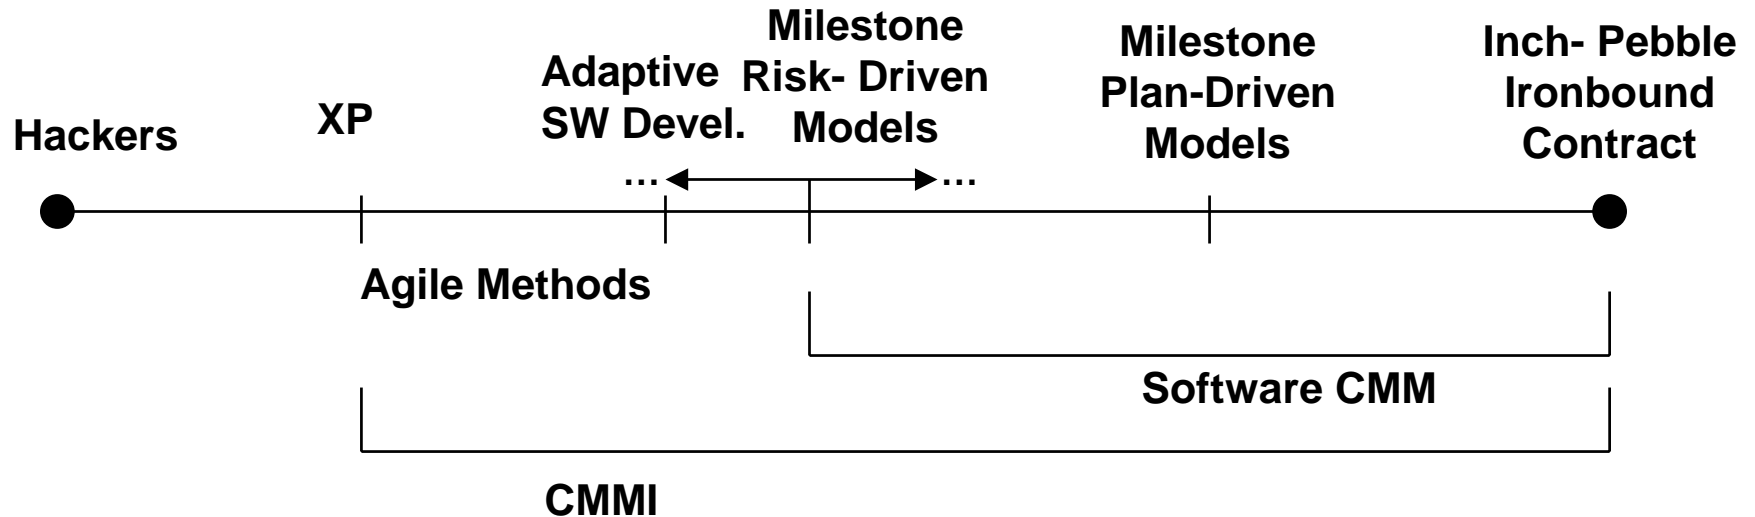 Hackers
XP
Adaptive
SW Devel.
Milestone
Risk- Driven
Models
Milestone
Plan-Driven
Models
Inch- Pebble
Ironbound
Contract
...
...
Agile Methods
Software CMM
CMMI